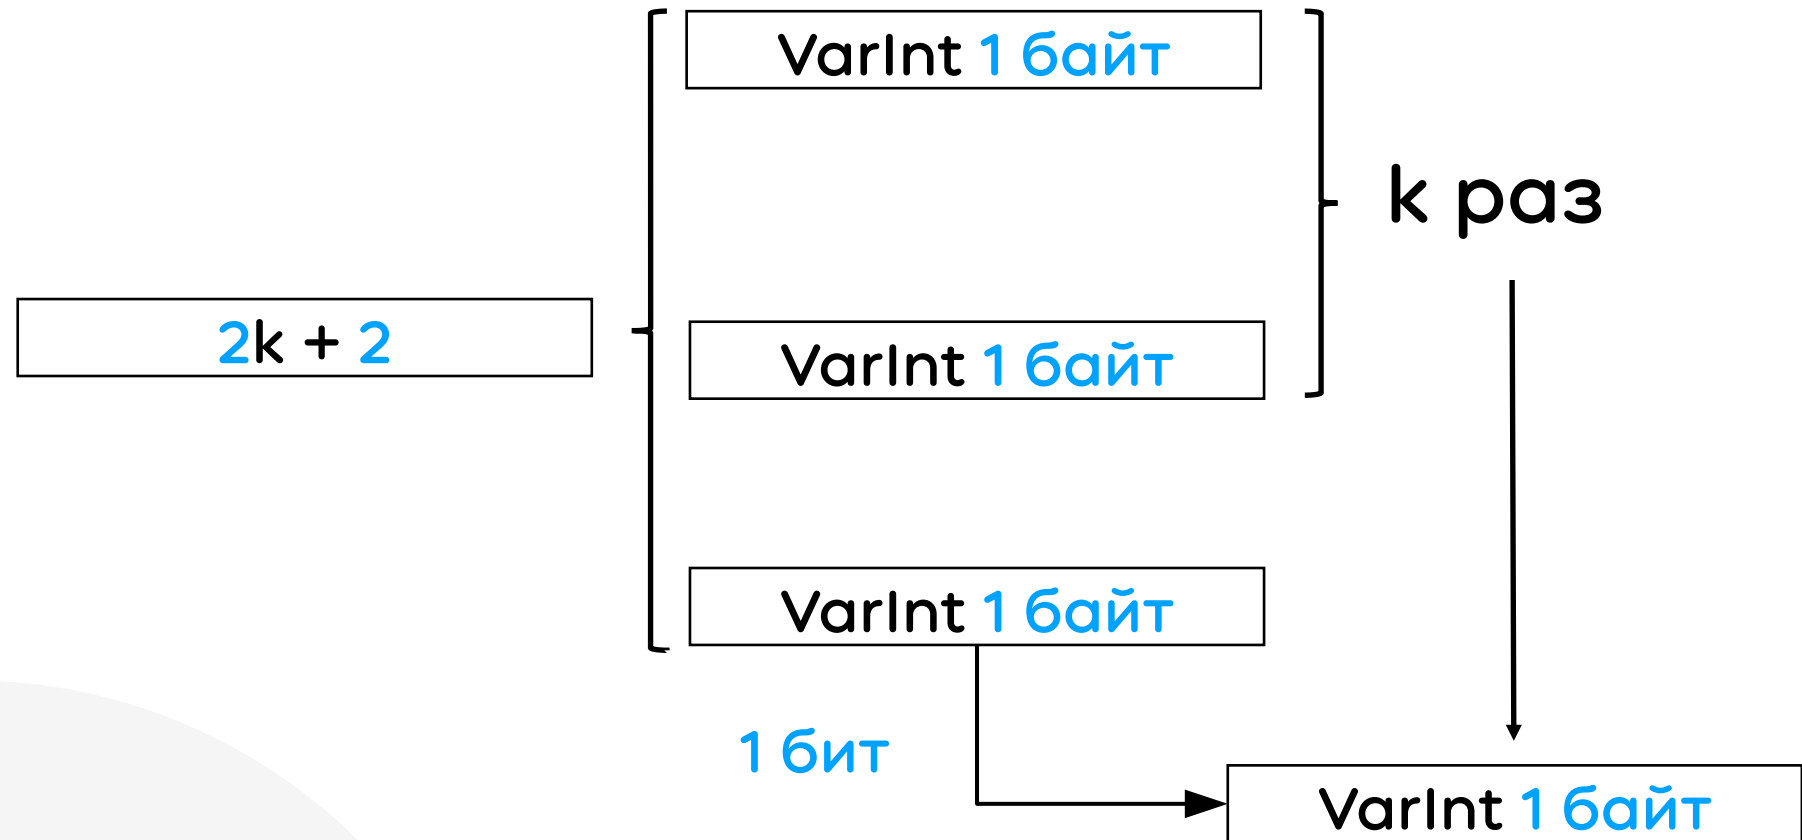 VarInt 1 байт
k раз
2k + 2
VarInt 1 байт
VarInt 1 байт
1 бит
VarInt 1 байт